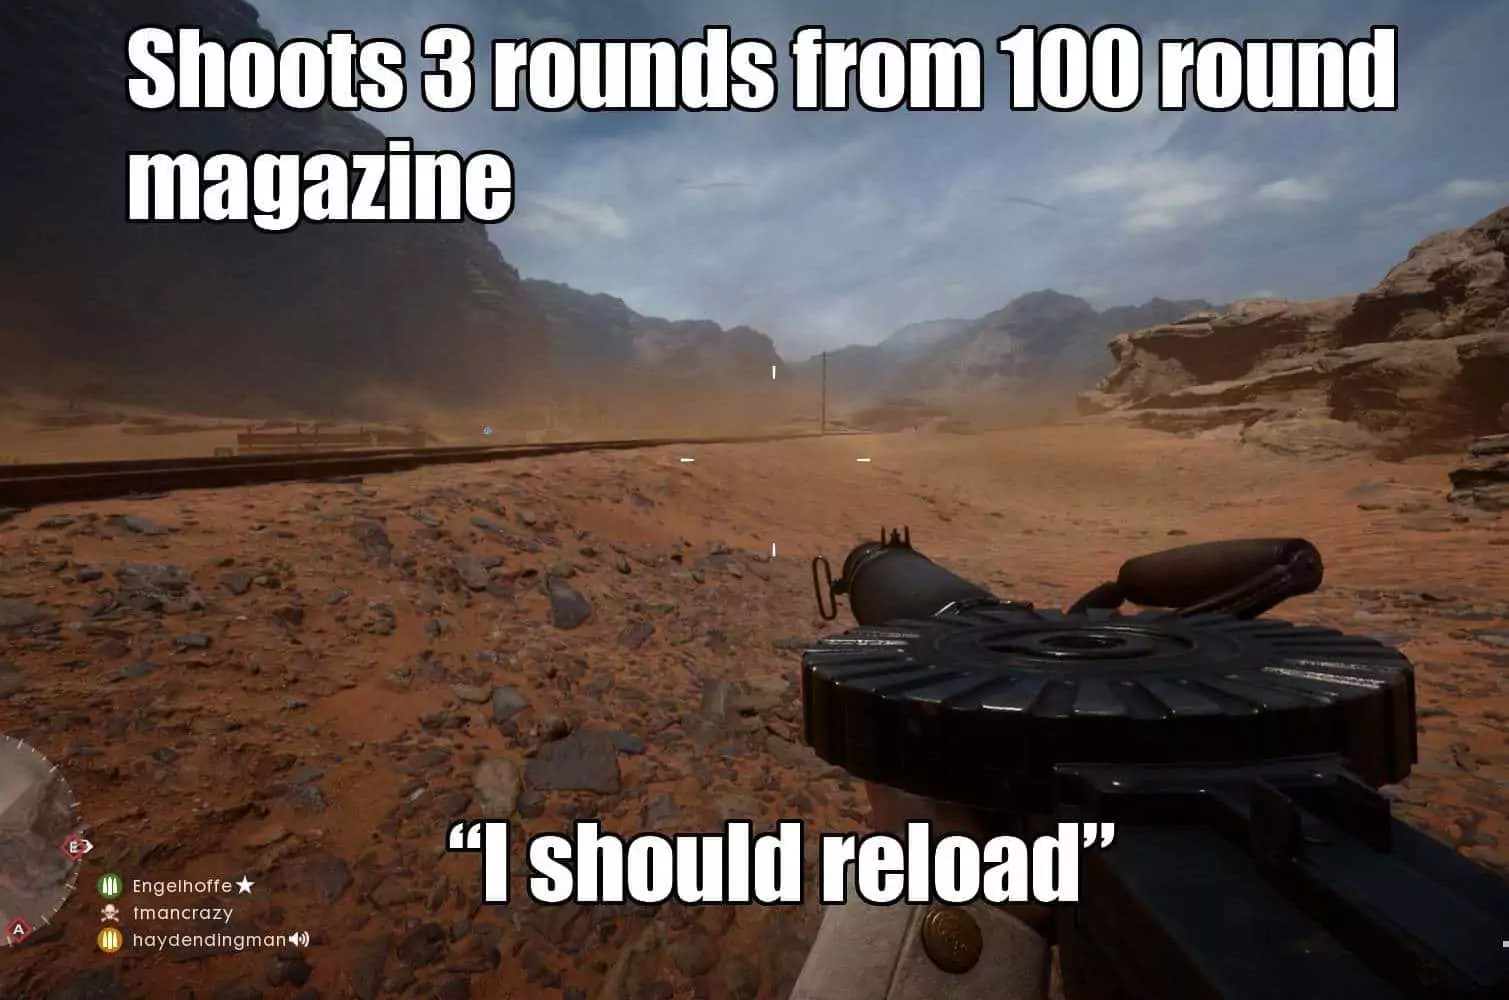 Shoots 3 rounds from 100 round
magazine
“I should reload”
E
Engelhoffe
tmancrazy
A
haydendingman